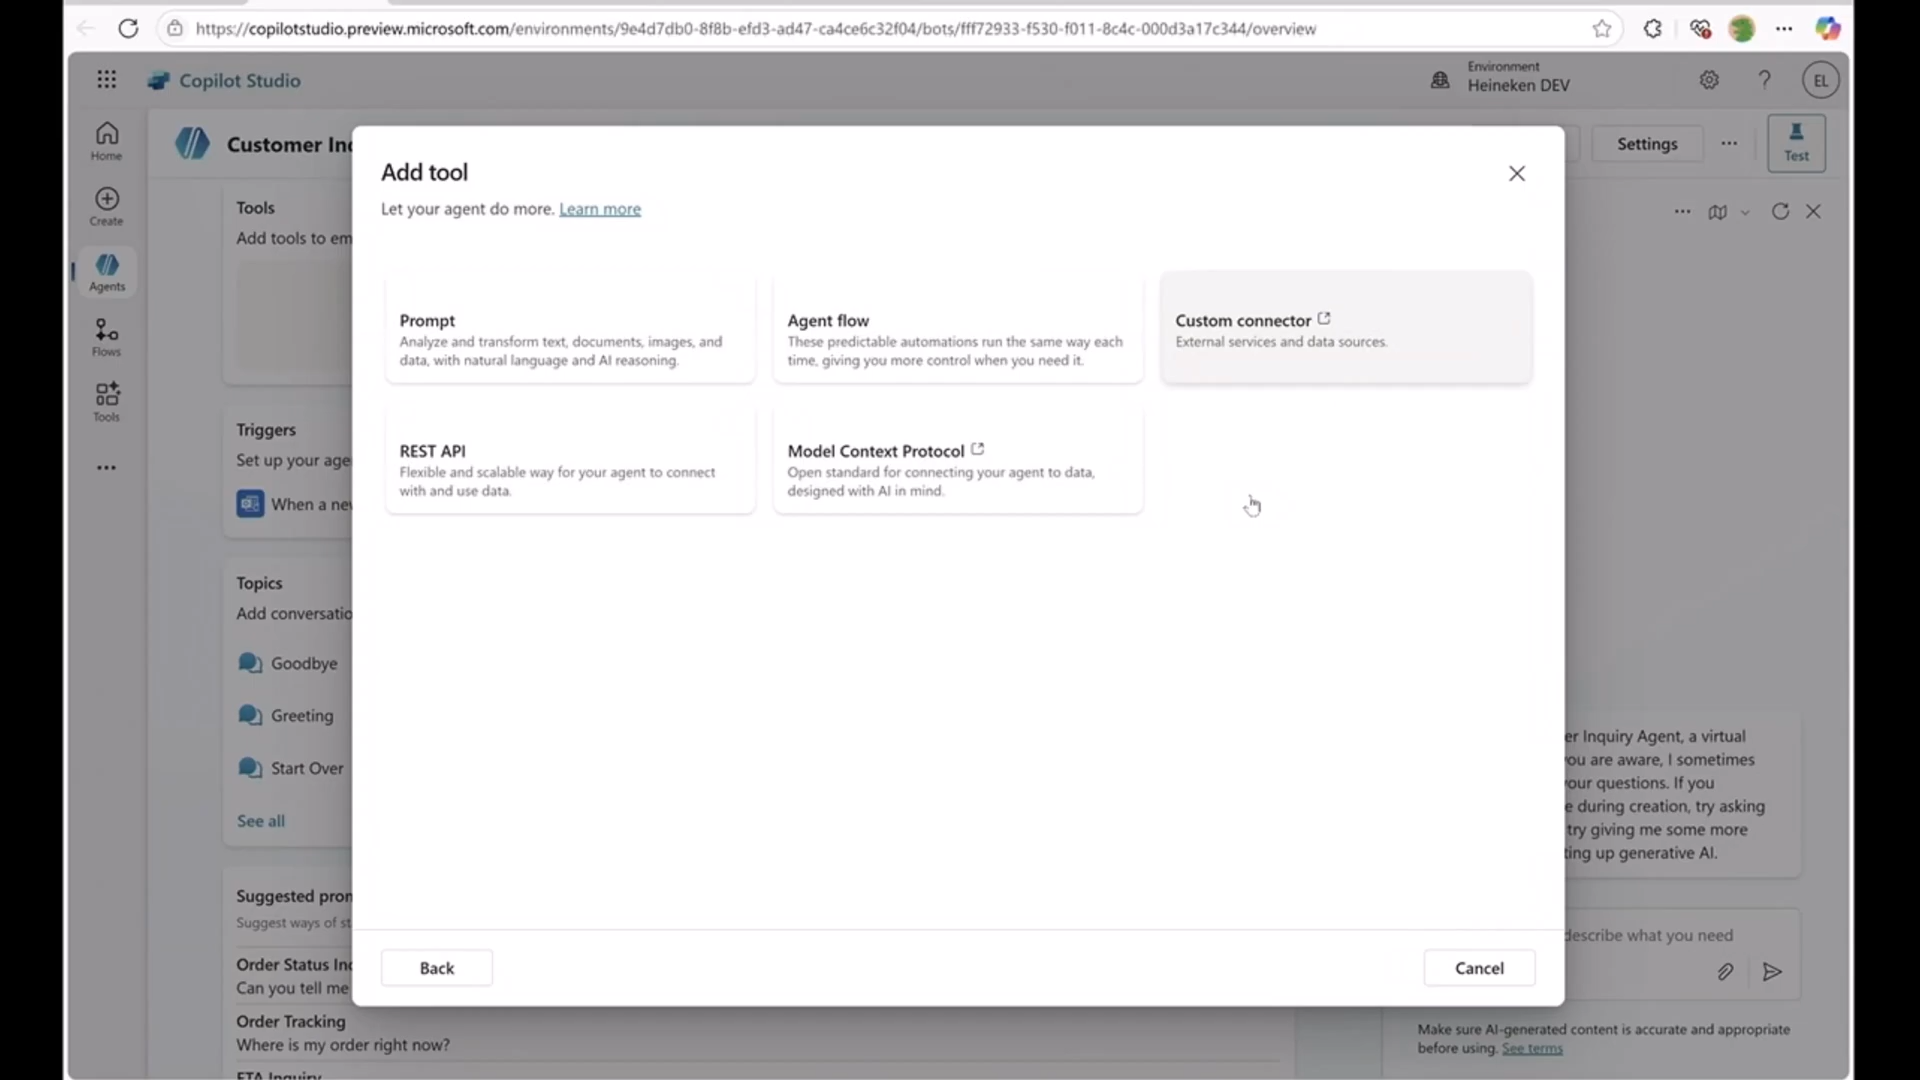 https://copilotstudio.preview.microsoft.com/environments/9e4d7db0-8f8b-efd3-ad47-ca4ce6c32f04/bots/fff72933-f530-f011-8c4c-000d3a17c344/overview
Copilot Studio
Environment
Heineken DEV
EL
Home
Create
Agents
Flows
Tools
Customer Inc
Settings
Test
Tools
Add tools to em
Triggers
Set up your age
When a nev
Topics
Add conversatio
Goodbye
Greeting
Start Over
See all
Suggested pron
Suggest ways of st
Order Status Inc
Can you tell me
Order Tracking
Where is my order right now?
ETA Inquiry
Add tool
Let your agent do more. Learn more
Prompt
Analyze and transform text, documents, images, and
data, with natural language and AI reasoning.
Agent flow
These predictable automations run the same way each
time, giving you more control when you need it.
Custom connector
External services and data sources.
REST API
Flexible and scalable way for your agent to connect
with and use data.
Model Context Protocol
Open standard for connecting your agent to data,
designed with AI in mind.
Back
Cancel
er Inquiry Agent, a virtual
ou are aware, I sometimes
our questions. If you
e during creation, try asking
try giving me some more
ting up generative AI.
describe what you need
Make sure AI-generated content is accurate and appropriate
before using. See terms